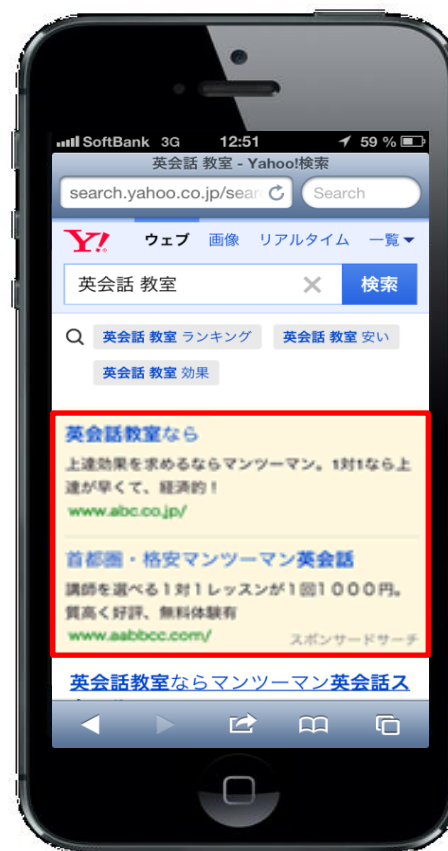 SoftBank 3G 12:51 59 %
英会話 教室 - Yahoo!検索
search.yahoo.co.jp/sear Search
Y! ウェブ 画像 リアルタイム 一覧▼
英会話 教室 × 検索
英会話 教室 ランキング 英会話 教室 安い
英会話 教室 効果
英会話教室なら
上達効果を求めるならマンツーマン。1対1なら上
達が早くて、経済的！
www.abc.co.jp/
首都圏・格安マンツーマン英会話
講師を選べる1対1レッスンが1回1000円。
質高く好評、無料体験有
www.aabbcc.com/ スポンサードサーチ
英会話教室ならマンツーマン英会話ス